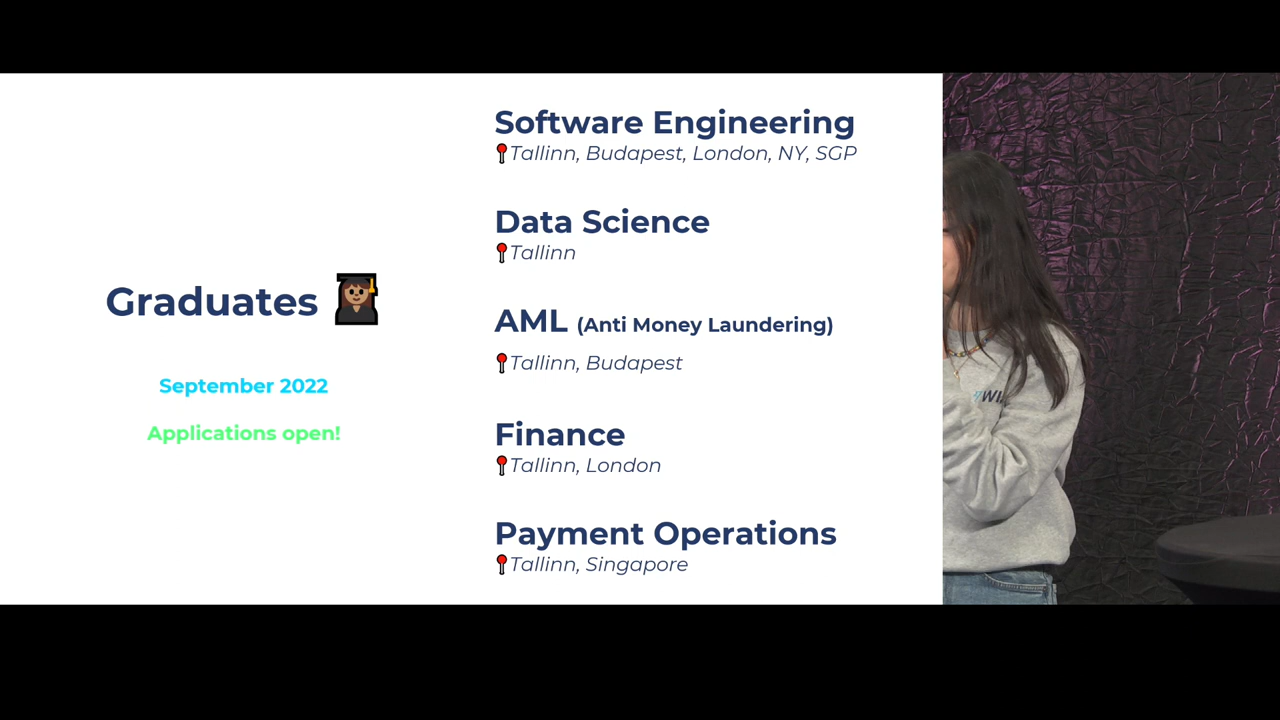 Graduates
September 2022
Applications open!
Software Engineering
Tallinn, Budapest, London, NY, SGP
Data Science
Tallinn
AML (Anti Money Laundering)
Tallinn, Budapest
Finance
Tallinn, London
Payment Operations
Tallinn, Singapore